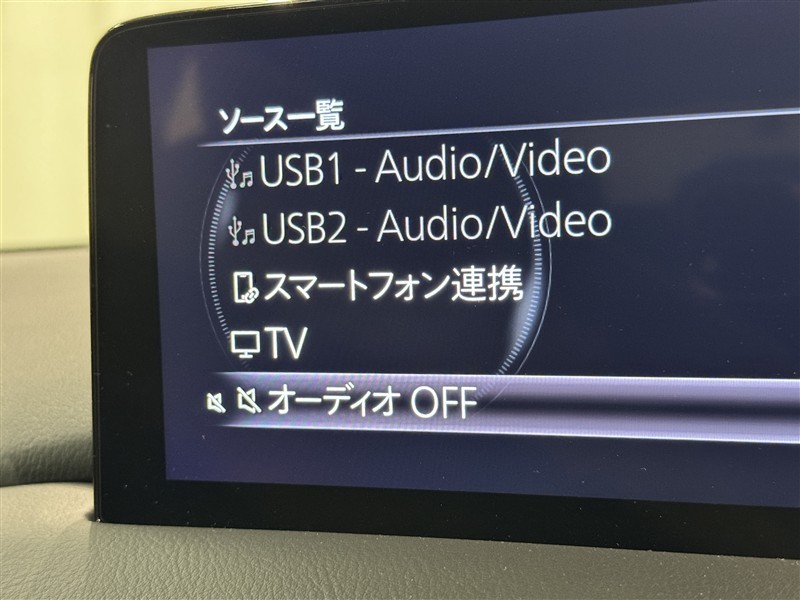 ソース一覧
USB1 - Audio/Video
USB2 - Audio/Video
スマートフォン連携
TV
オーディオ OFF